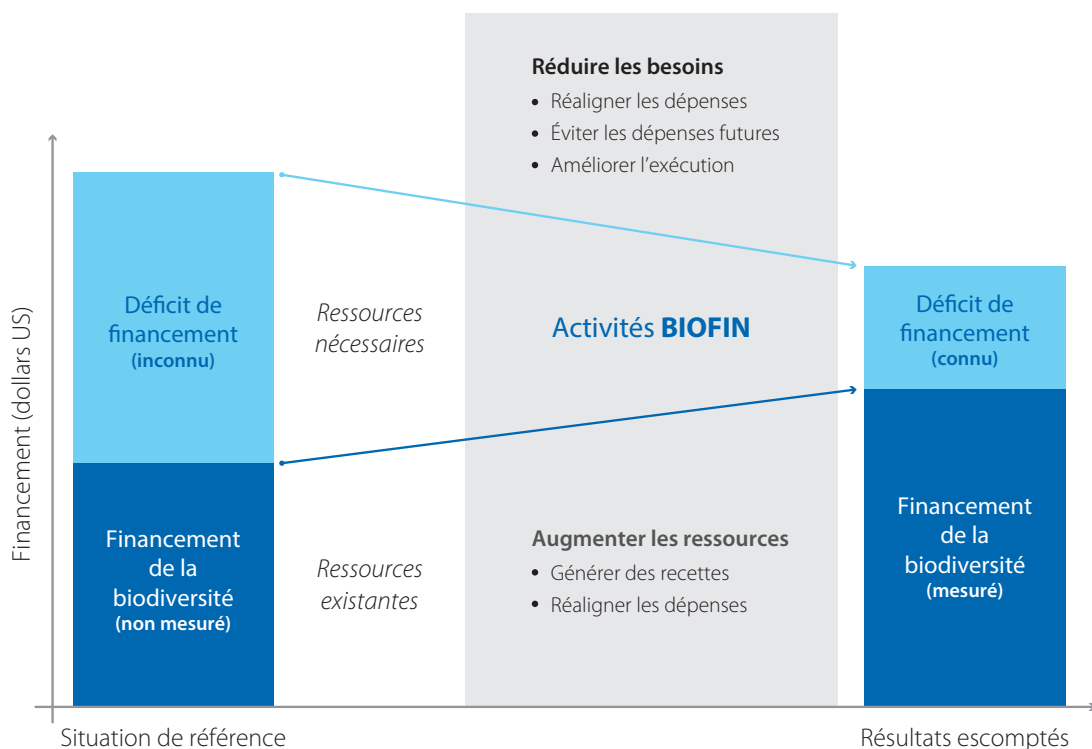 Réduire les besoins
• Réaligner les dépenses
• Éviter les dépenses futures
• Améliorer l’exécution
Financement (dollars US)
Déficit de
financement
(inconnu)
Ressources
nécessaires
Activités BIOFIN
Déficit de
financement
(connu)
Financement
de la
biodiversité
(non mesuré)
Ressources
existantes
Augmenter les ressources
• Générer des recettes
• Réaligner les dépenses
Financement
de la
biodiversité
(mesuré)
Situation de référence
Résultats escomptés